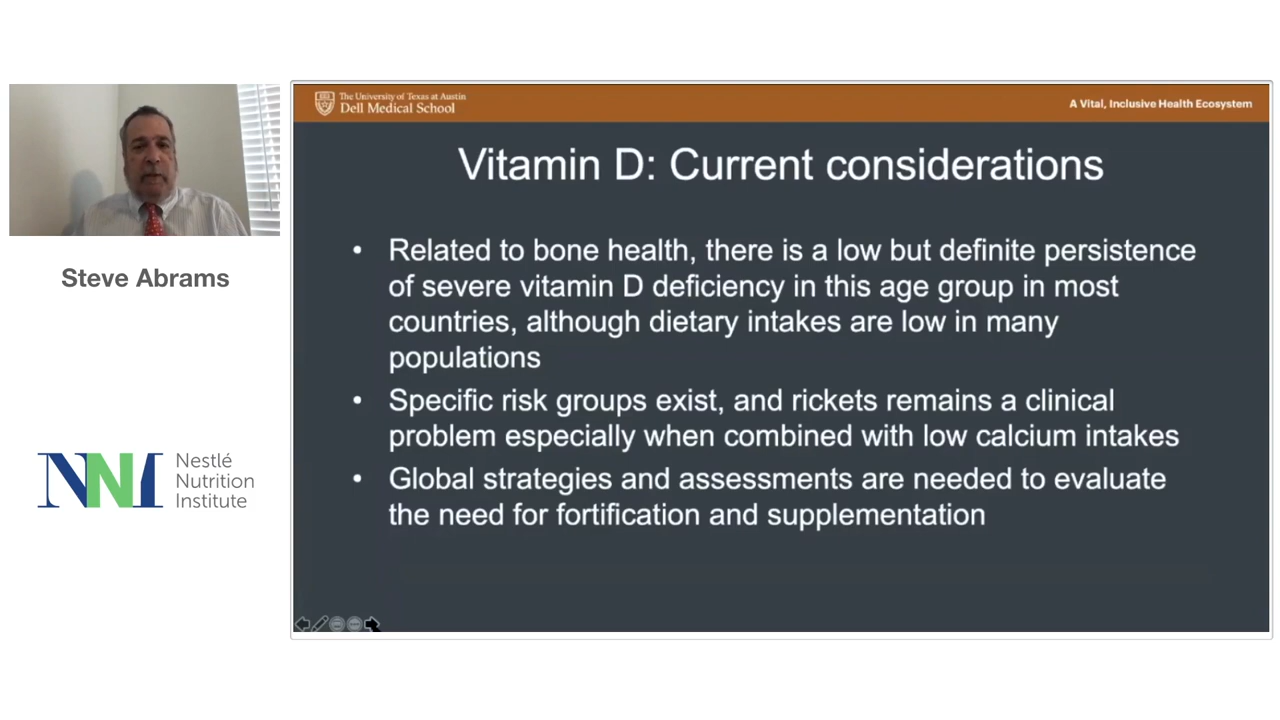 The University of Texas at Austin
Dell Medical School
A Vital, Inclusive Health Ecosystem
Vitamin D: Current considerations
• Related to bone health, there is a low but definite persistence
of severe vitamin D deficiency in this age group in most
countries, although dietary intakes are low in many
populations
• Specific risk groups exist, and rickets remains a clinical
problem especially when combined with low calcium intakes
• Global strategies and assessments are needed to evaluate
the need for fortification and supplementation
Steve Abrams
NNI
Nestlé
Nutrition
Institute